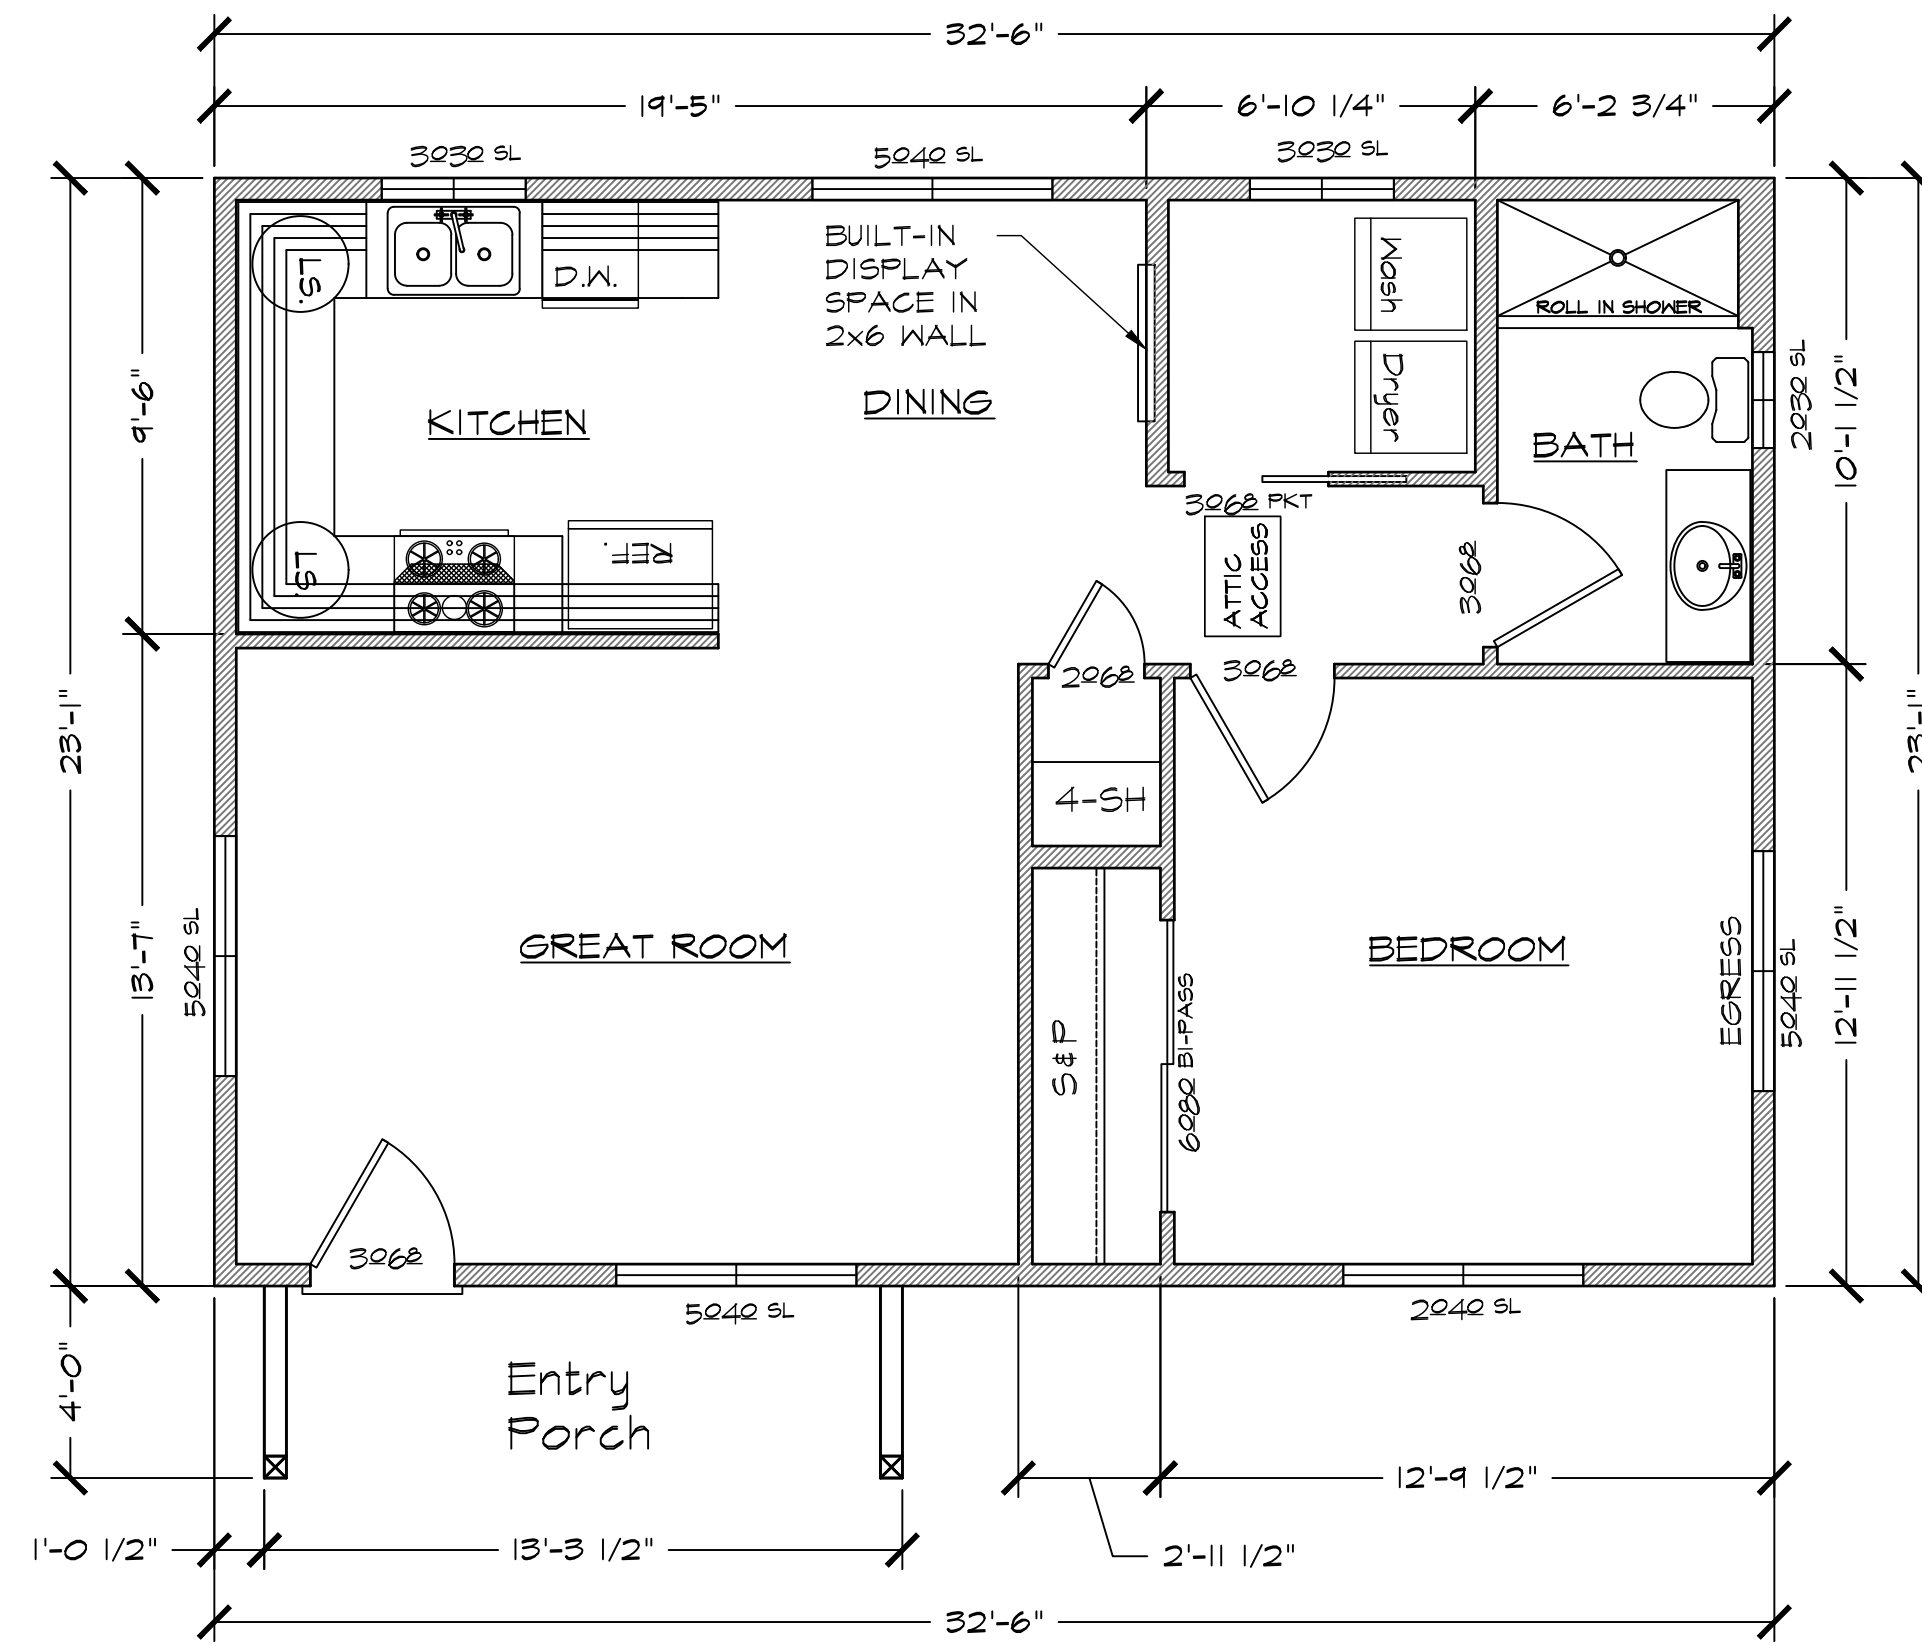 32'-6"
19'-5"
6'-10 1/4"
6'-2 3/4"
3030 SL
5040 SL
3030 SL
L.S.
D.W.
BUILT-IN
DISPLAY
SPACE IN
2x6 WALL
Wash
ROLL IN SHOWER
9'-6"
KITCHEN
DINING
Dryer
BATH
2030 SL
10'-1 1/2"
3068 PKT
L.S.
REF.
ATTIC
ACCESS
3068
2068
3068
23'-1"
23'-1"
4-SH
13'-7"
5040 SL
GREAT ROOM
BEDROOM
EGRESS
5040 SL
12'-11 1/2"
S&P
6080 BI-PASS
3068
5040 SL
2040 SL
4'-0"
Entry
Porch
12'-9 1/2"
1'-0 1/2"
13'-3 1/2"
2'-11 1/2"
32'-6"